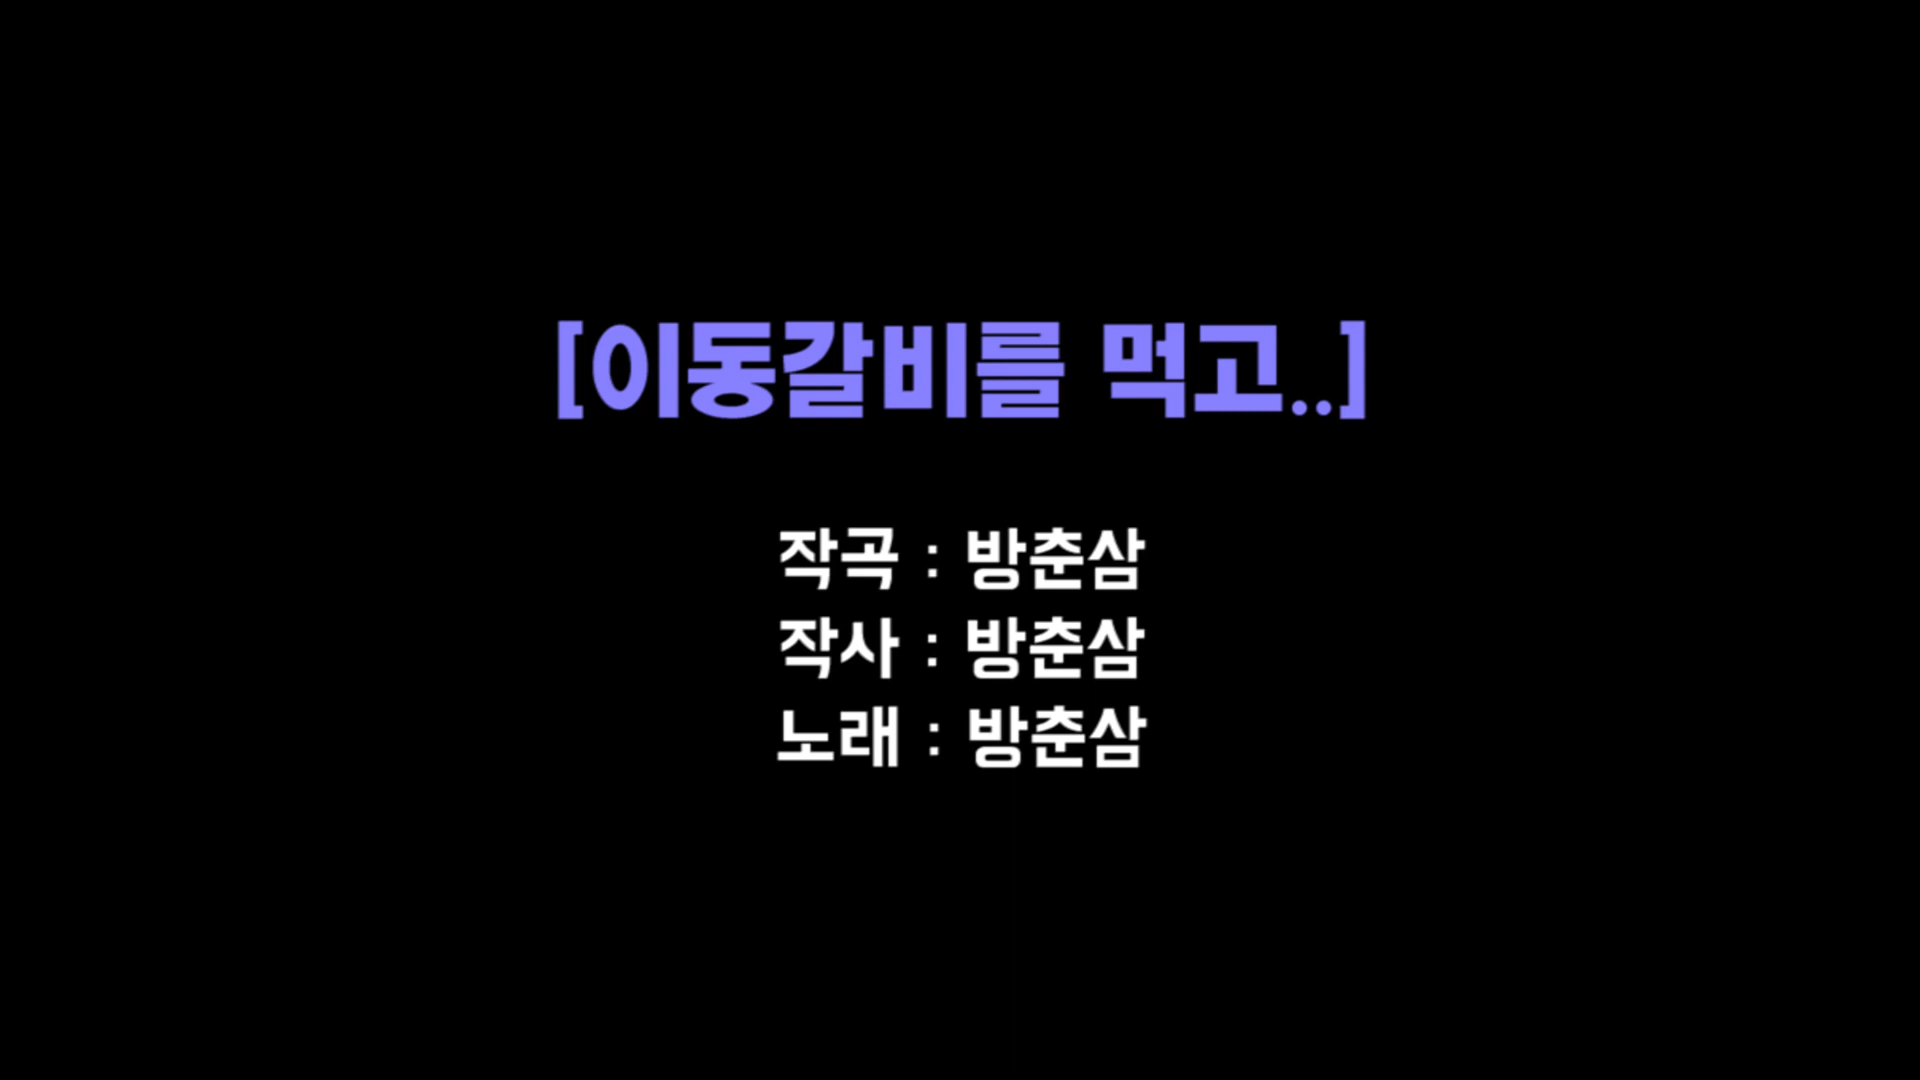 [이동갈비를 먹고..]
작곡 : 방춘삼
작사 : 방춘삼
노래 : 방춘삼